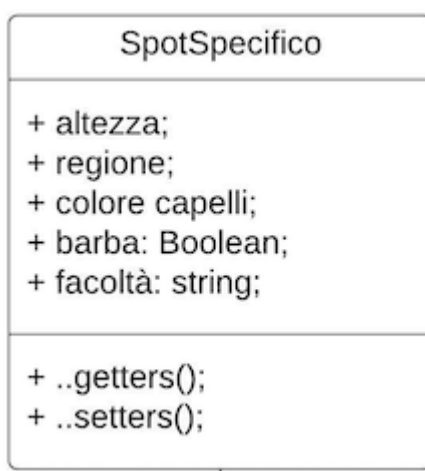 SpotSpecifico
+ altezza;
+ regione;
+ colore capelli;
+ barba: Boolean;
+ facoltà: string;
+ ..getters();
+ ..setters();